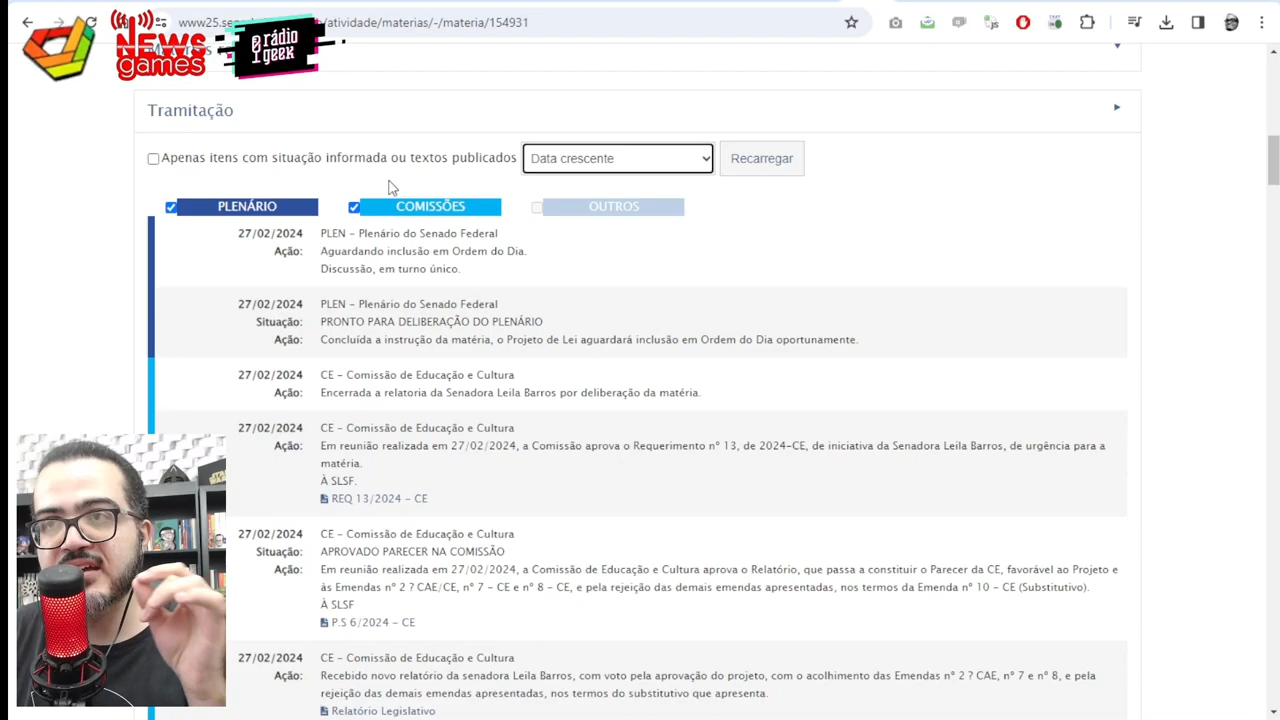 www25.se
t/atividade/materias/-/materia/154931
NEWS
games
rádio
geek
Tramitação
Apenas itens com situação informada ou textos publicados
Data crescente
Recarregar
PLENÁRIO
COMISSÕES
OUTROS
27/02/2024 PLEN - Plenário do Senado Federal
Ação: Aguardando inclusão em Ordem do Dia.
Discussão, em turno único.
27/02/2024 PLEN - Plenário do Senado Federal
Situação: PRONTO PARA DELIBERAÇÃO DO PLENÁRIO
Ação: Concluída a instrução da matéria, o Projeto de Lei aguardará inclusão em Ordem do Dia oportunamente.
27/02/2024 CE - Comissão de Educação e Cultura
Ação: Encerrada a relatoria da Senadora Leila Barros por deliberação da matéria.
27/02/2024 CE - Comissão de Educação e Cultura
Ação: Em reunião realizada em 27/02/2024, a Comissão aprova o Requerimento nº 13, de 2024-CE, de iniciativa da Senadora Leila Barros, de urgência para a
matéria.
À SLSF.
REQ 13/2024 - CE
27/02/2024 CE - Comissão de Educação e Cultura
Situação: APROVADO PARECER NA COMISSÃO
Ação: Em reunião realizada em 27/02/2024, a Comissão de Educação e Cultura aprova o Relatório, que passa a constituir o Parecer da CE, favorável ao Projeto e
às Emendas nº 2 ? CAE/CE, n° 7 - CE e n° 8 - CE, e pela rejeição das demais emendas apresentadas, nos termos da Emenda nº 10 - CE (Substitutivo).
À SLSF
P.S 6/2024 - CE
27/02/2024 CE - Comissão de Educação e Cultura
Ação: Recebido novo relatório da senadora Leila Barros, com voto pela aprovação do projeto, com o acolhimento das Emendas nº 2 ? CAE, n° 7 e n° 8, e pela
rejeição das demais emendas apresentadas, nos termos do substitutivo que apresenta.
Relatório Legislativo